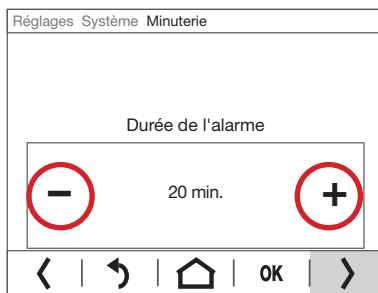 Réglages Système Minuterie
Durée de l'alarme
− 20 min. +
OK